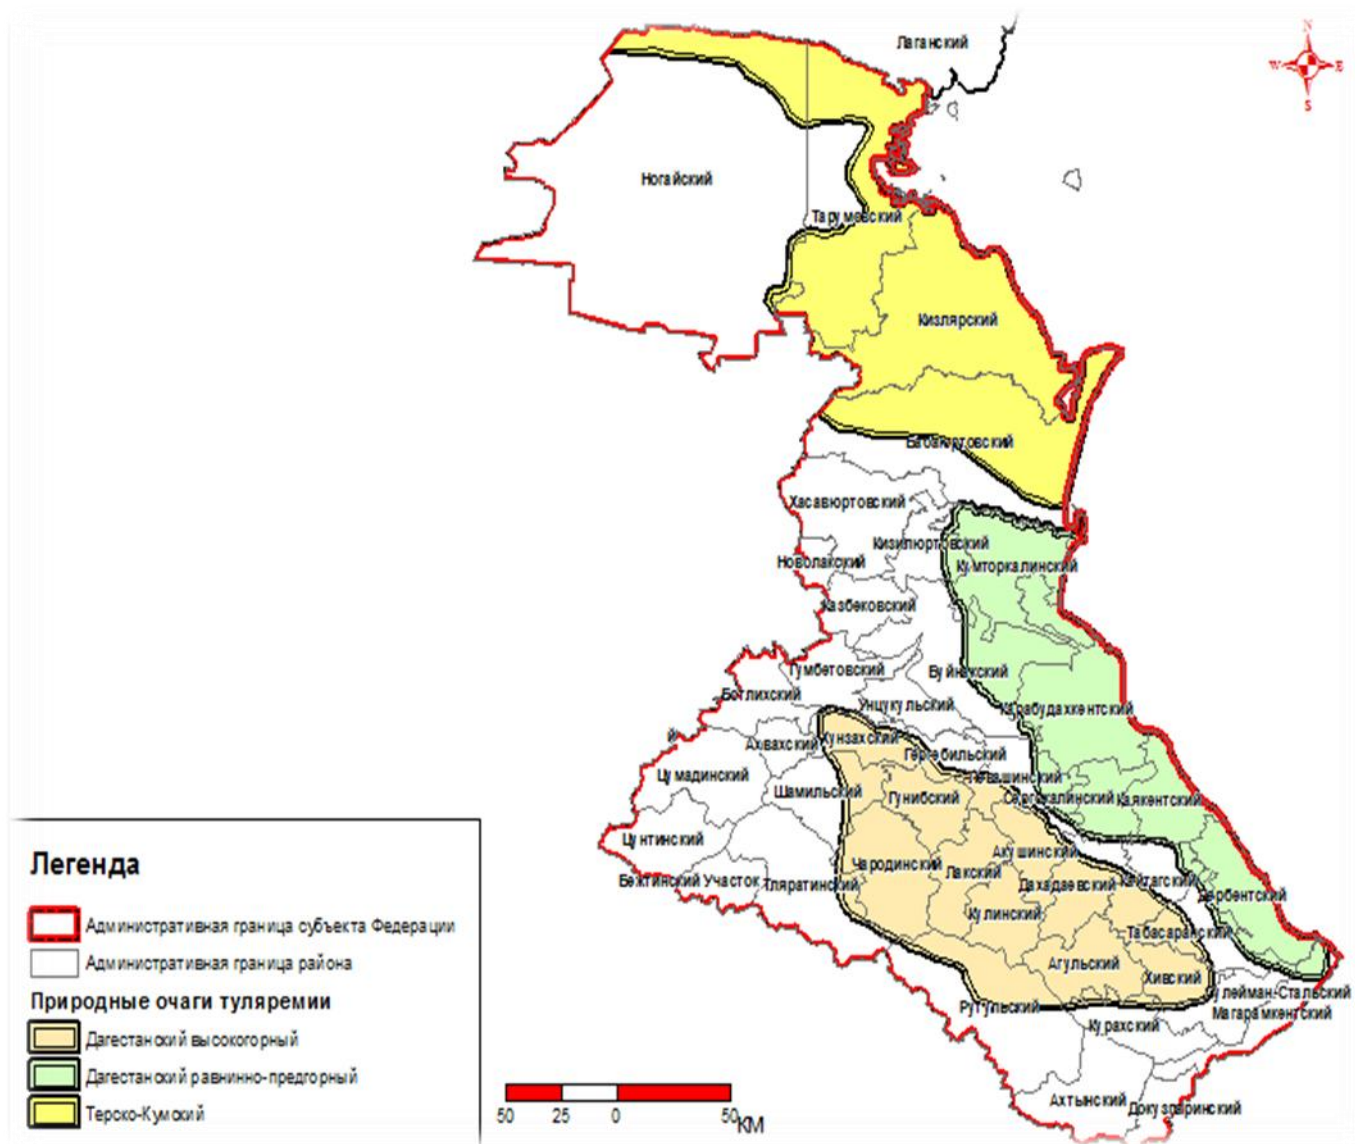 Лаганский
N
W E
S
Ногайский
Тарумовский
Кизлярский
Бабаюртовский
Хасавюртовский
Кизилюртовский
Новолакский
Кумторкалинский
Казбековский
Гумбетовский
Буйнакский
Ботлихский
Унцукульский
Карабудахкентский
й
Ахвахский
Хунзахский
Гергебильский
Цумадинский
Левашинский
Шамильский
Гунибский
Сергокалинский
Каякентский
Цунтинский
Акушинский
Чародинский
Лакский
Бежтинский Участок
Тляратинский
Дахадаевский
Кайтагский
Дербентский
Кулинский
Табасаранский
Агульский
Хивский
улейман-Стальский
Рутульский
Магарамкентский
Курахский
Ахтынский
Докузпаринский
Легенда
Административная граница субъекта Федерации
Административная граница района
Природные очаги туляремии
Дагестанский высокогорный
Дагестанский равнинно-предгорный
Терско-Кумский
50 25 0 50
КМ